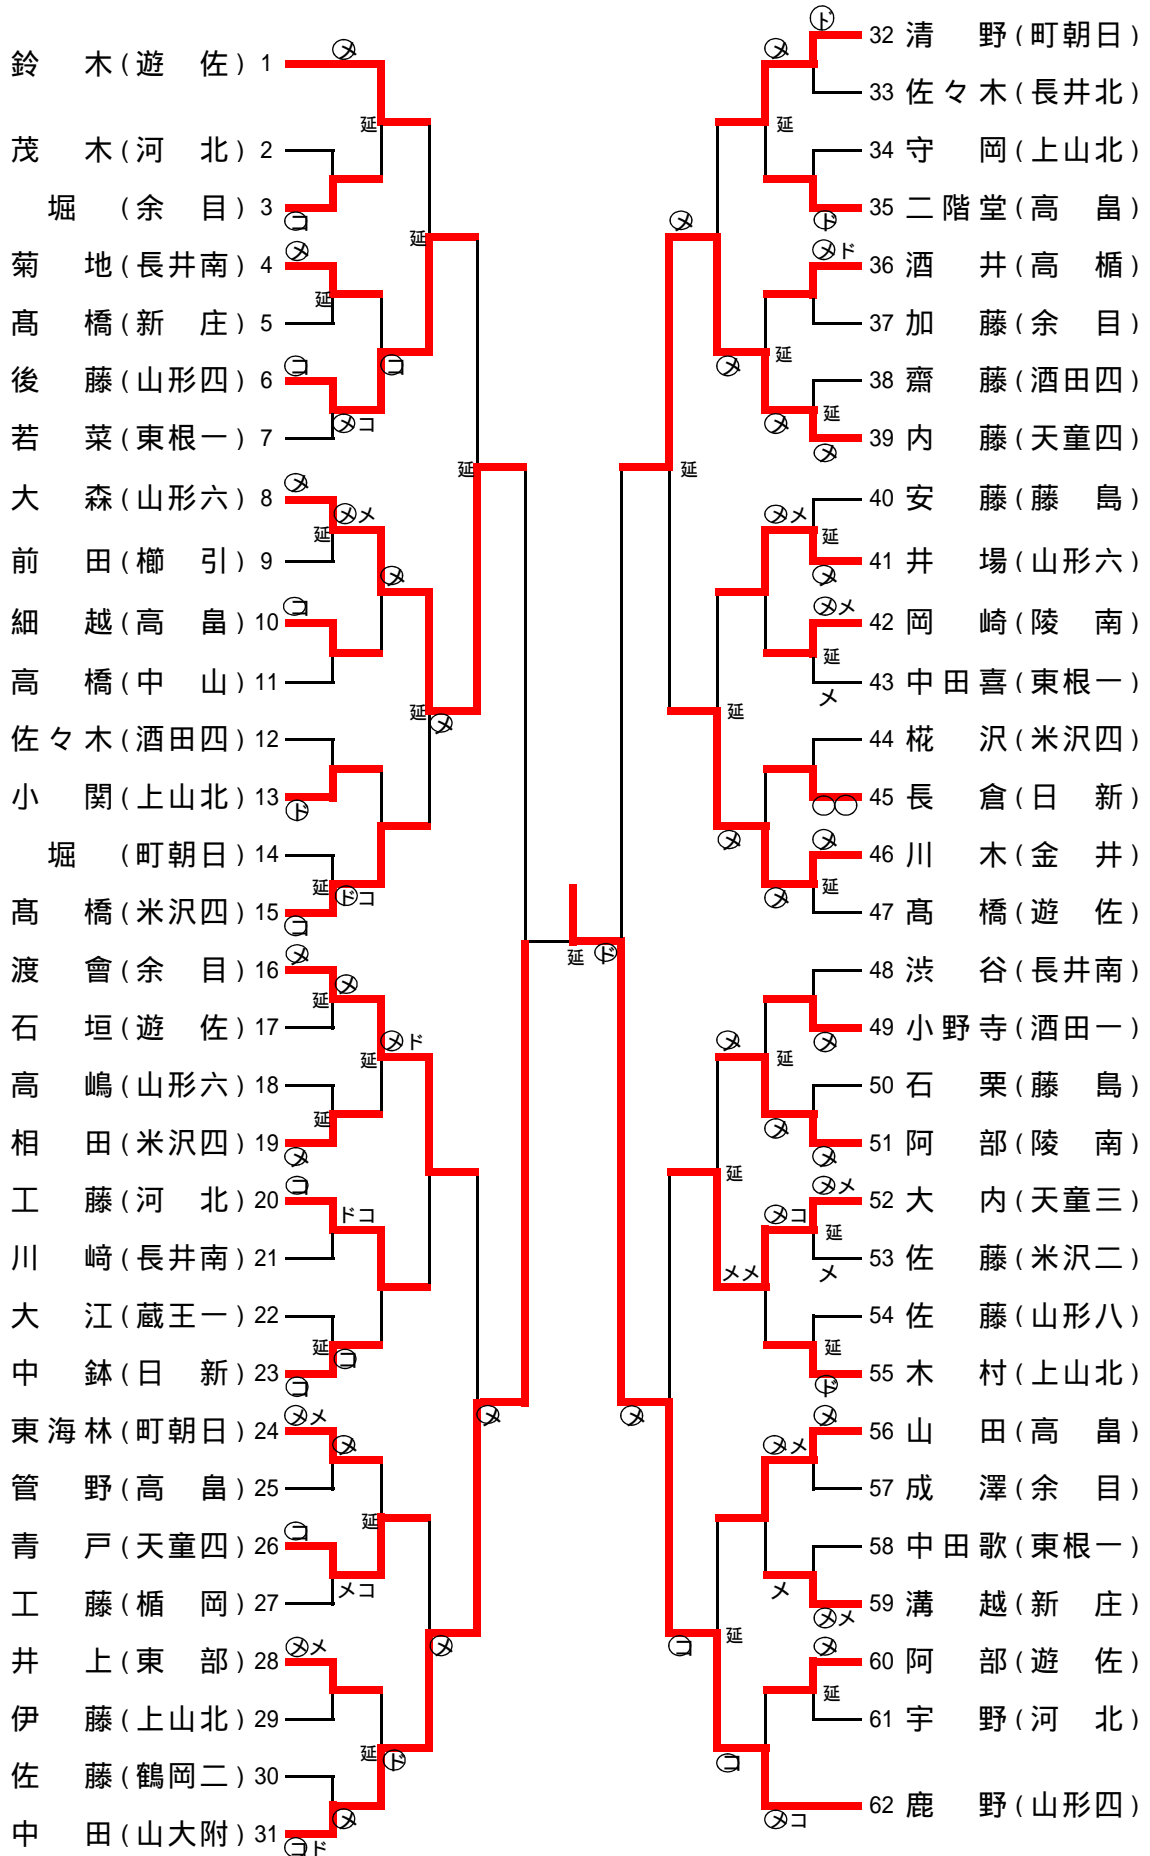 鈴木(遊佐) 1
茂木(河北) 2
堀(余目) 3
菊地(長井南) 4
髙橋(新庄) 5
後藤(山形四) 6
若菜(東根一) 7
大森(山形六) 8
前田(櫛引) 9
細越(高畠) 10
高橋(中山) 11
佐々木(酒田四) 12
小関(上山北) 13
堀(町朝日) 14
髙橋(米沢四) 15
渡會(余目) 16
石垣(遊佐) 17
高嶋(山形六) 18
相田(米沢四) 19
工藤(河北) 20
川﨑(長井南) 21
大江(蔵王一) 22
中鉢(日新) 23
東海林(町朝日) 24
管野(高畠) 25
青戸(天童四) 26
工藤(楯岡) 27
井上(東部) 28
伊藤(上山北) 29
佐藤(鶴岡二) 30
中田(山大附) 31
32 清野(町朝日)
33 佐々木(長井北)
34 守岡(上山北)
35 二階堂(高畠)
36 酒井(高楯)
37 加藤(余目)
38 齋藤(酒田四)
39 内藤(天童四)
40 安藤(藤島)
41 井場(山形六)
42 岡崎(陵南)
43 中田喜(東根一)
44 椛沢(米沢四)
45 長倉(日新)
46 川木(金井)
47 髙橋(遊佐)
48 渋谷(長井南)
49 小野寺(酒田一)
50 石栗(藤島)
51 阿部(陵南)
52 大内(天童三)
53 佐藤(米沢二)
54 佐藤(山形八)
55 木村(上山北)
56 山田(高畠)
57 成澤(余目)
58 中田歌(東根一)
59 溝越(新庄)
60 阿部(遊佐)
61 宇野(河北)
62 鹿野(山形四)
延
ド